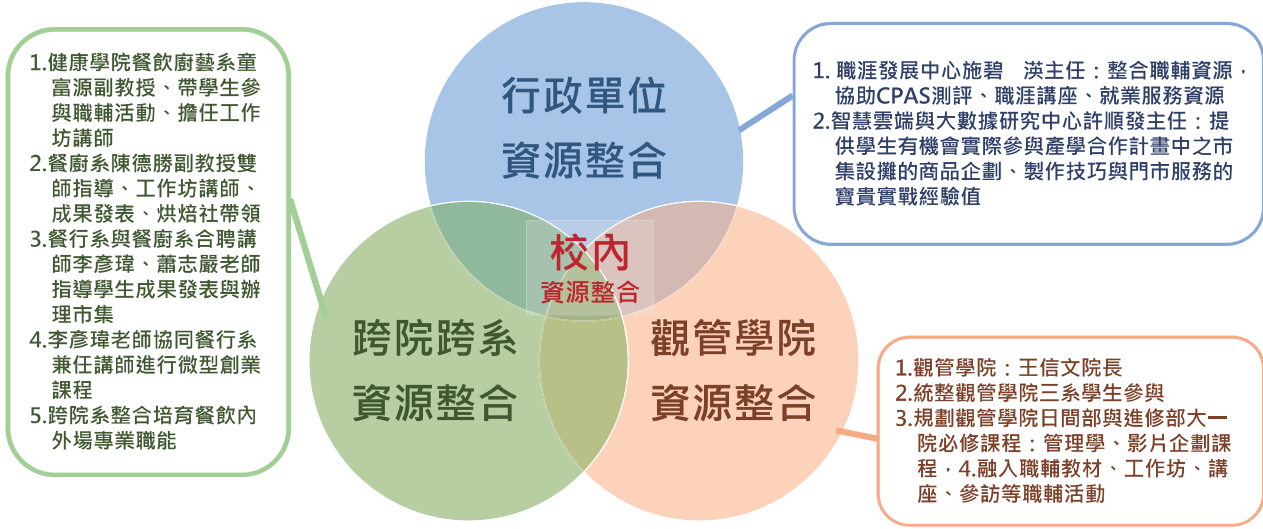 1.健康學院餐飲廚藝系童
富源副教授、帶學生參
與職輔活動、擔任工作
坊講師
2.餐廚系陳德勝副教授雙
師指導、工作坊講師、
成果發表、烘焙社帶領
3.餐行系與餐廚系合聘講
師李彥瑋、蕭志嚴老師
指導學生成果發表與辦
理市集
4.李彥瑋老師協同餐行系
兼任講師進行微型創業
課程
5.跨院系整合培育餐飲內
外場專業職能
行政單位
資源整合
校內
資源整合
跨院跨系
資源整合
觀管學院
資源整合
1. 職涯發展中心施碧　渶主任：整合職輔資源，
協助CPAS測評、職涯講座、就業服務資源
2.智慧雲端與大數據研究中心許順發主任：提
供學生有機會實際參與產學合作計畫中之市
集設攤的商品企劃、製作技巧與門市服務的
寶貴實戰經驗值
1.觀管學院：王信文院長
2.統整觀管學院三系學生參與
3.規劃觀管學院日間部與進修部大一
院必修課程：管理學、影片企劃課
程，4.融入職輔教材、工作坊、講
座、參訪等職輔活動